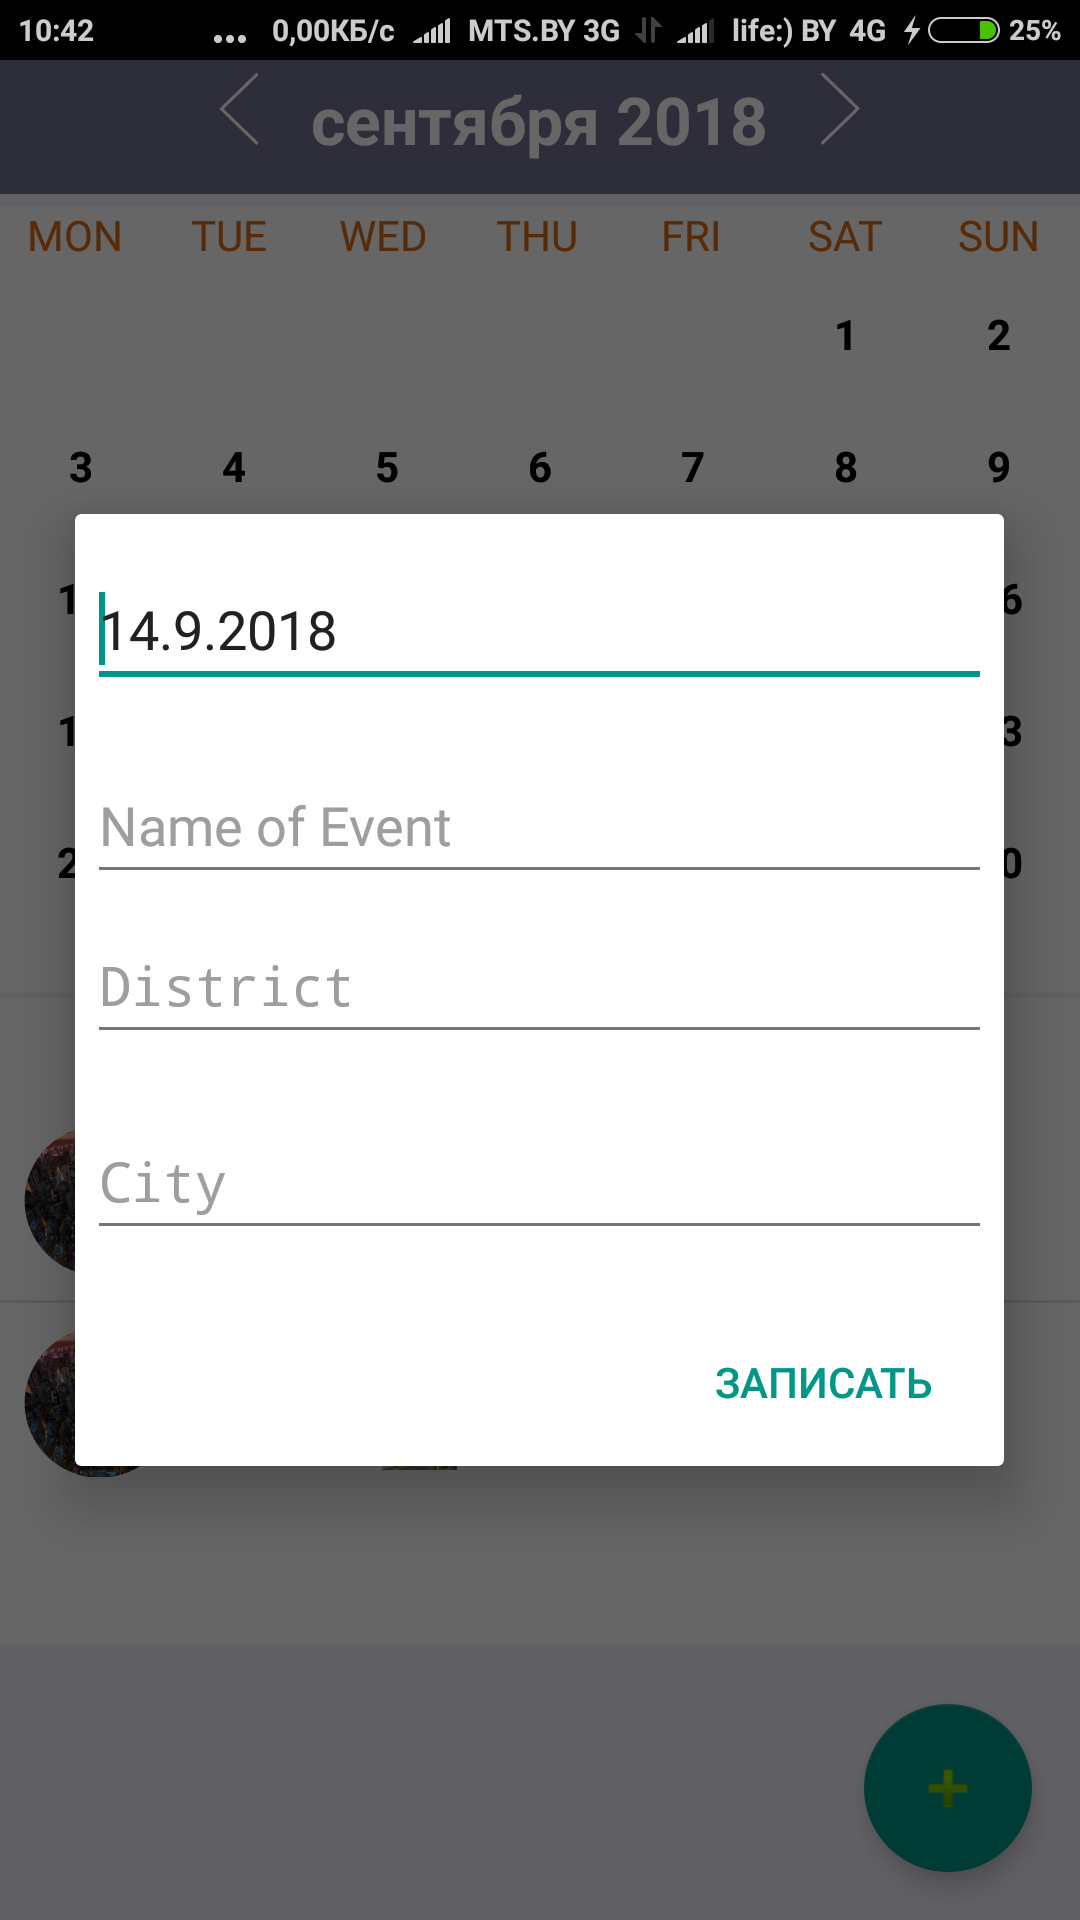 10:42 ... 0,00КБ/с MTS.BY 3G life:) BY 4G 25%
сентября 2018
MON TUE WED THU FRI SAT SUN
1 2
3 4 5 6 7 8 9
1 6
14.9.2018
1 3
Name of Event
2 0
District
City
ЗАПИСАТЬ
+